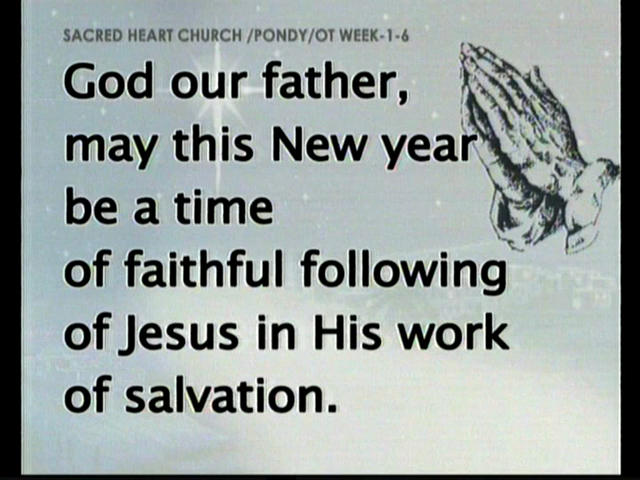 SACRED HEART CHURCH /PONDY/OT WEEK-1-6
God our father,
may this New year
be a time
of faithful following
of Jesus in His work
of salvation.